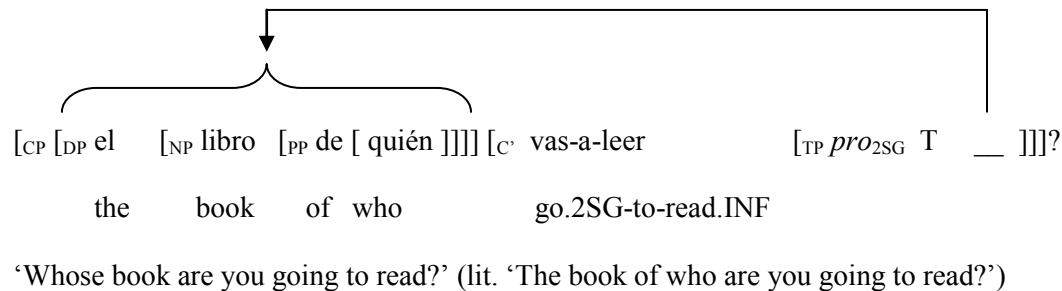 [CP [DP el [NP libro [PP de [ quién ]]]] [C’ vas-a-leer [TP pro2SG T __ ]]]?
the book of who go.2SG-to-read.INF
‘Whose book are you going to read?’ (lit. ‘The book of who are you going to read?’)